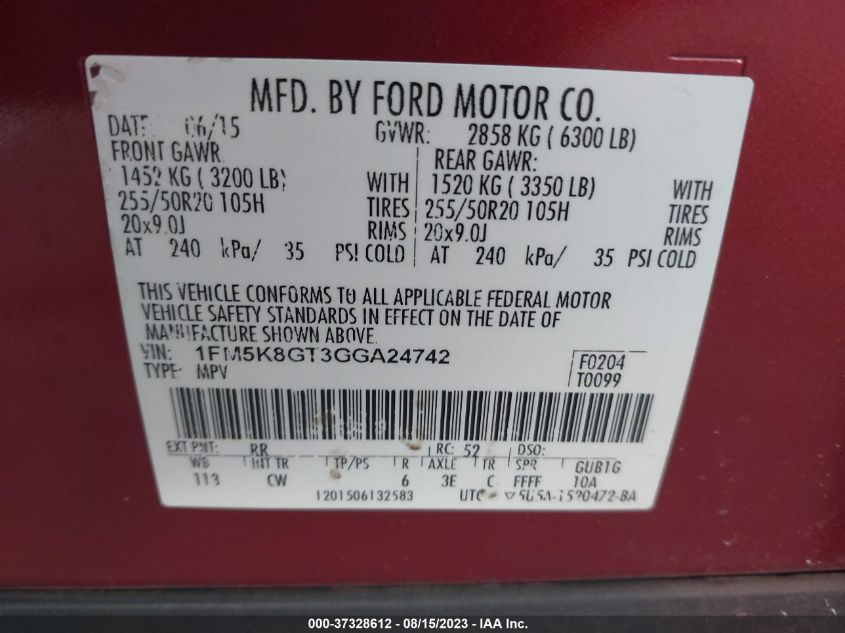 MFD. BY FORD MOTOR CO.
DATE: 06/15 GVWR: 2858 KG ( 6300 LB)
FRONT GAWR: REAR GAWR:
1452 KG ( 3200 LB) WITH 1520 KG ( 3350 LB) WITH
255/50R20 105H TIRES 255/50R20 105H TIRES
20x9.0J RIMS 20x9.0J RIMS
AT 240 kPa/ 35 PSI COLD AT 240 kPa/ 35 PSI COLD
THIS VEHICLE CONFORMS TO ALL APPLICABLE FEDERAL MOTOR
VEHICLE SAFETY STANDARDS IN EFFECT ON THE DATE OF
MANUFACTURE SHOWN ABOVE.
VIN: 1FM5K8GT3GGA24742 F0204
TYPE: MPV T0099
EXT PNT: RR RC: 52 DSO:
WB INT TR TP/PS R AXLE TR SPR GUB1G
113 CW 6 3E C FFFF 10A
1201506132583 UTC
000-37328612 - 08/15/2023 - IAA Inc.